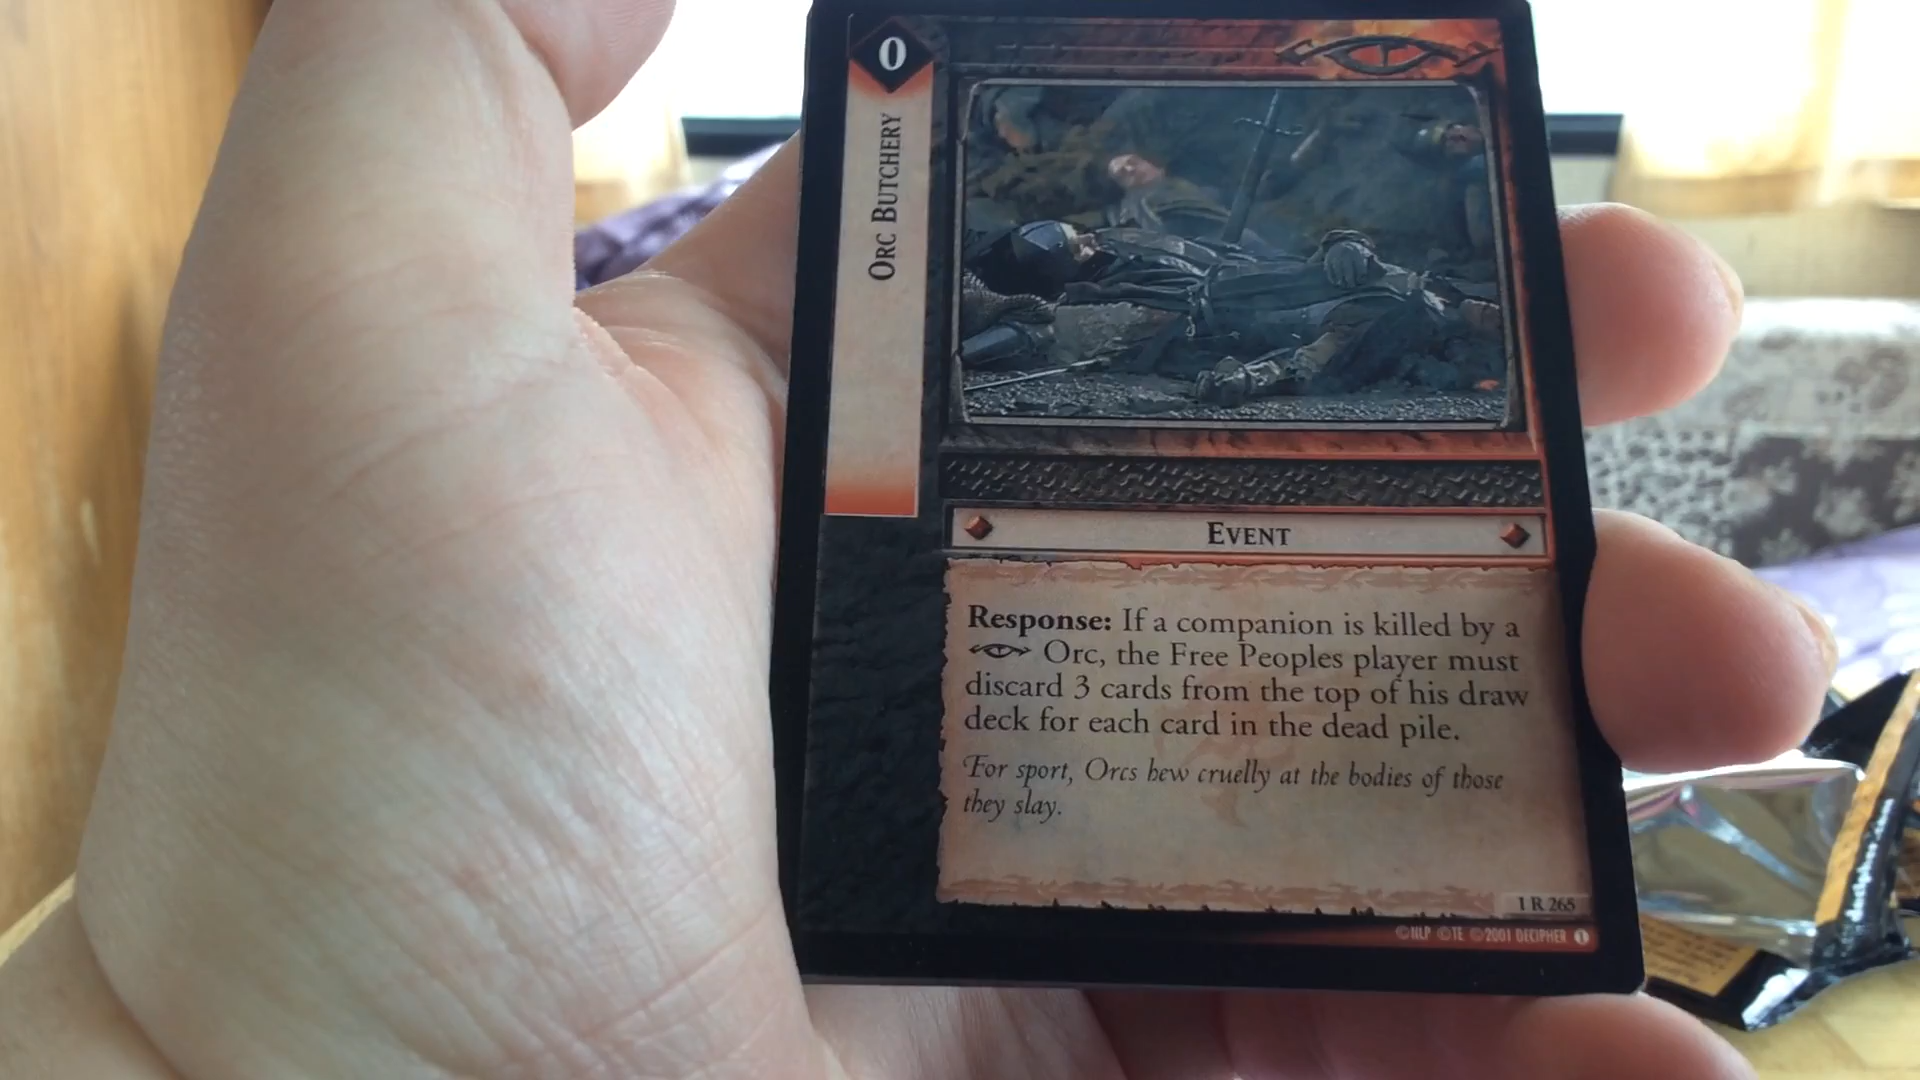 0
ORC BUTCHERY
EVENT
Response: If a companion is killed by a
Orc, the Free Peoples player must
discard 3 cards from the top of his draw
deck for each card in the dead pile.
For sport, Orcs hew cruelly at the bodies of those
they slay.
1 R 265
©NLP ©TE ©2001 DECIPHER 1
decipher